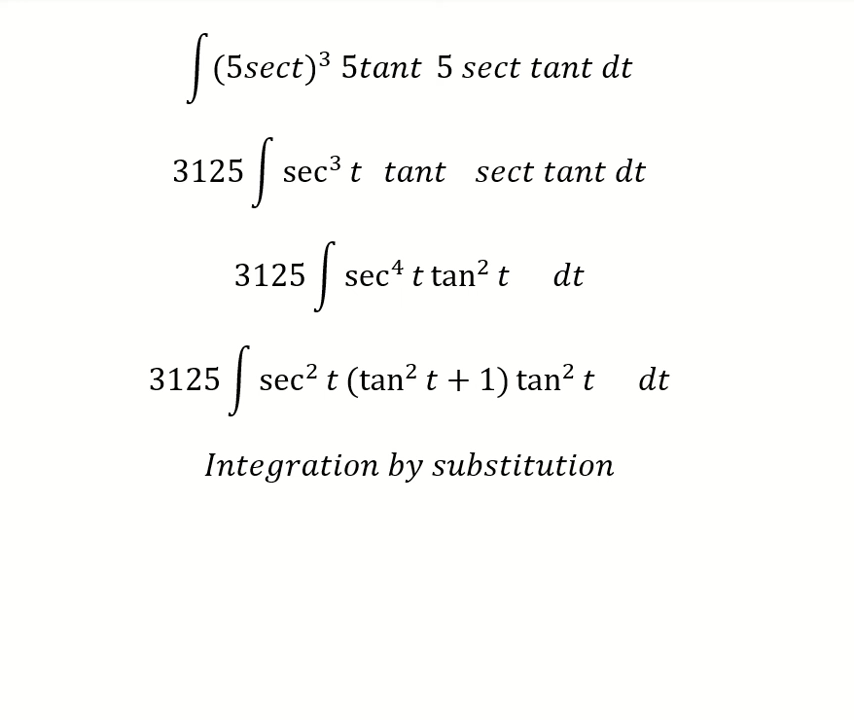 ∫(5sect)³ 5tant 5 sect tant dt
3125 ∫ sec³ t tant sect tant dt
3125 ∫ sec⁴ t tan² t dt
3125 ∫ sec² t (tan² t + 1) tan² t dt
Integration by substitution